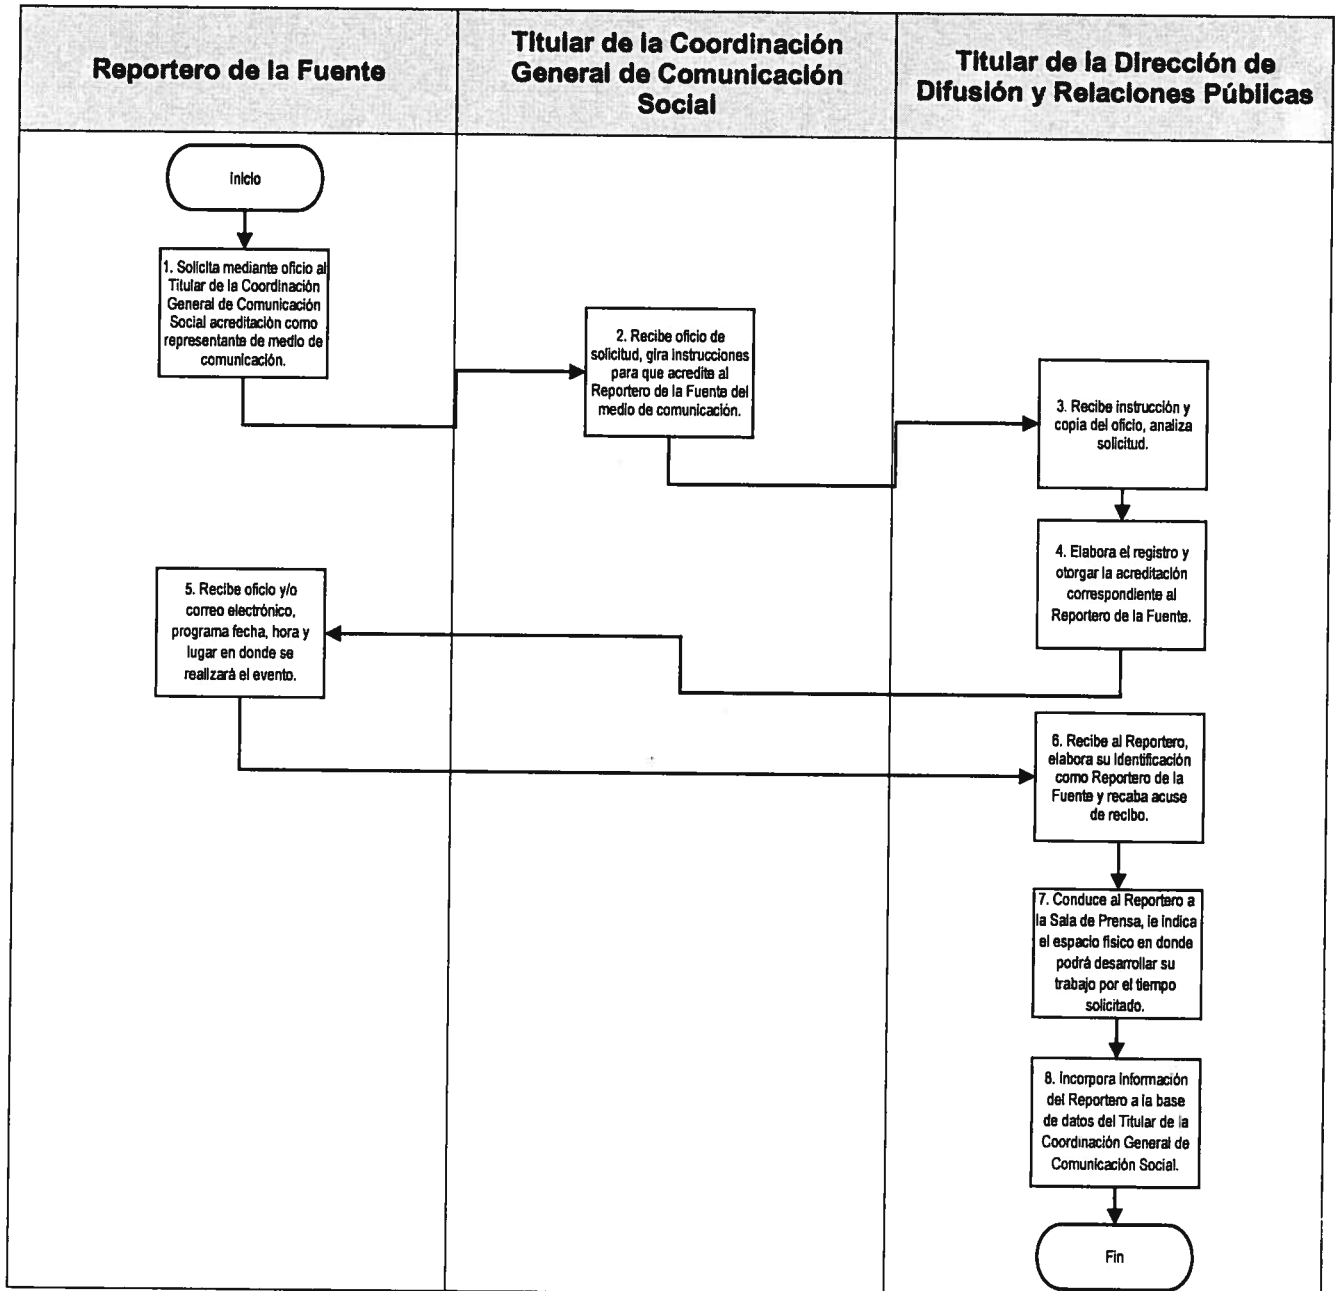 Reportero de la Fuente
Titular de la Coordinación
General de Comunicación
Social
Titular de la Dirección de
Difusión y Relaciones Públicas
Inicio
1. Solicita mediante oficio al
Titular de la Coordinación
General de Comunicación
Social acreditación como
representante de medio de
comunicación.
2. Recibe oficio de
solicitud, gira instrucciones
para que acredite al
Reportero de la Fuente del
medio de comunicación.
3. Recibe instrucción y
copia del oficio, analiza
solicitud.
4. Elabora el registro y
otorgar la acreditación
correspondiente al
Reportero de la Fuente.
5. Recibe oficio y/o
correo electrónico,
programa fecha, hora y
lugar en donde se
realizará el evento.
6. Recibe al Reportero,
elabora su Identificación
como Reportero de la
Fuente y recaba acuse
de recibo.
7. Conduce al Reportero a
la Sala de Prensa, le indica
el espacio físico en donde
podrá desarrollar su
trabajo por el tiempo
solicitado.
8. Incorpora Información
del Reportero a la base
de datos del Titular de la
Coordinación General de
Comunicación Social.
Fin